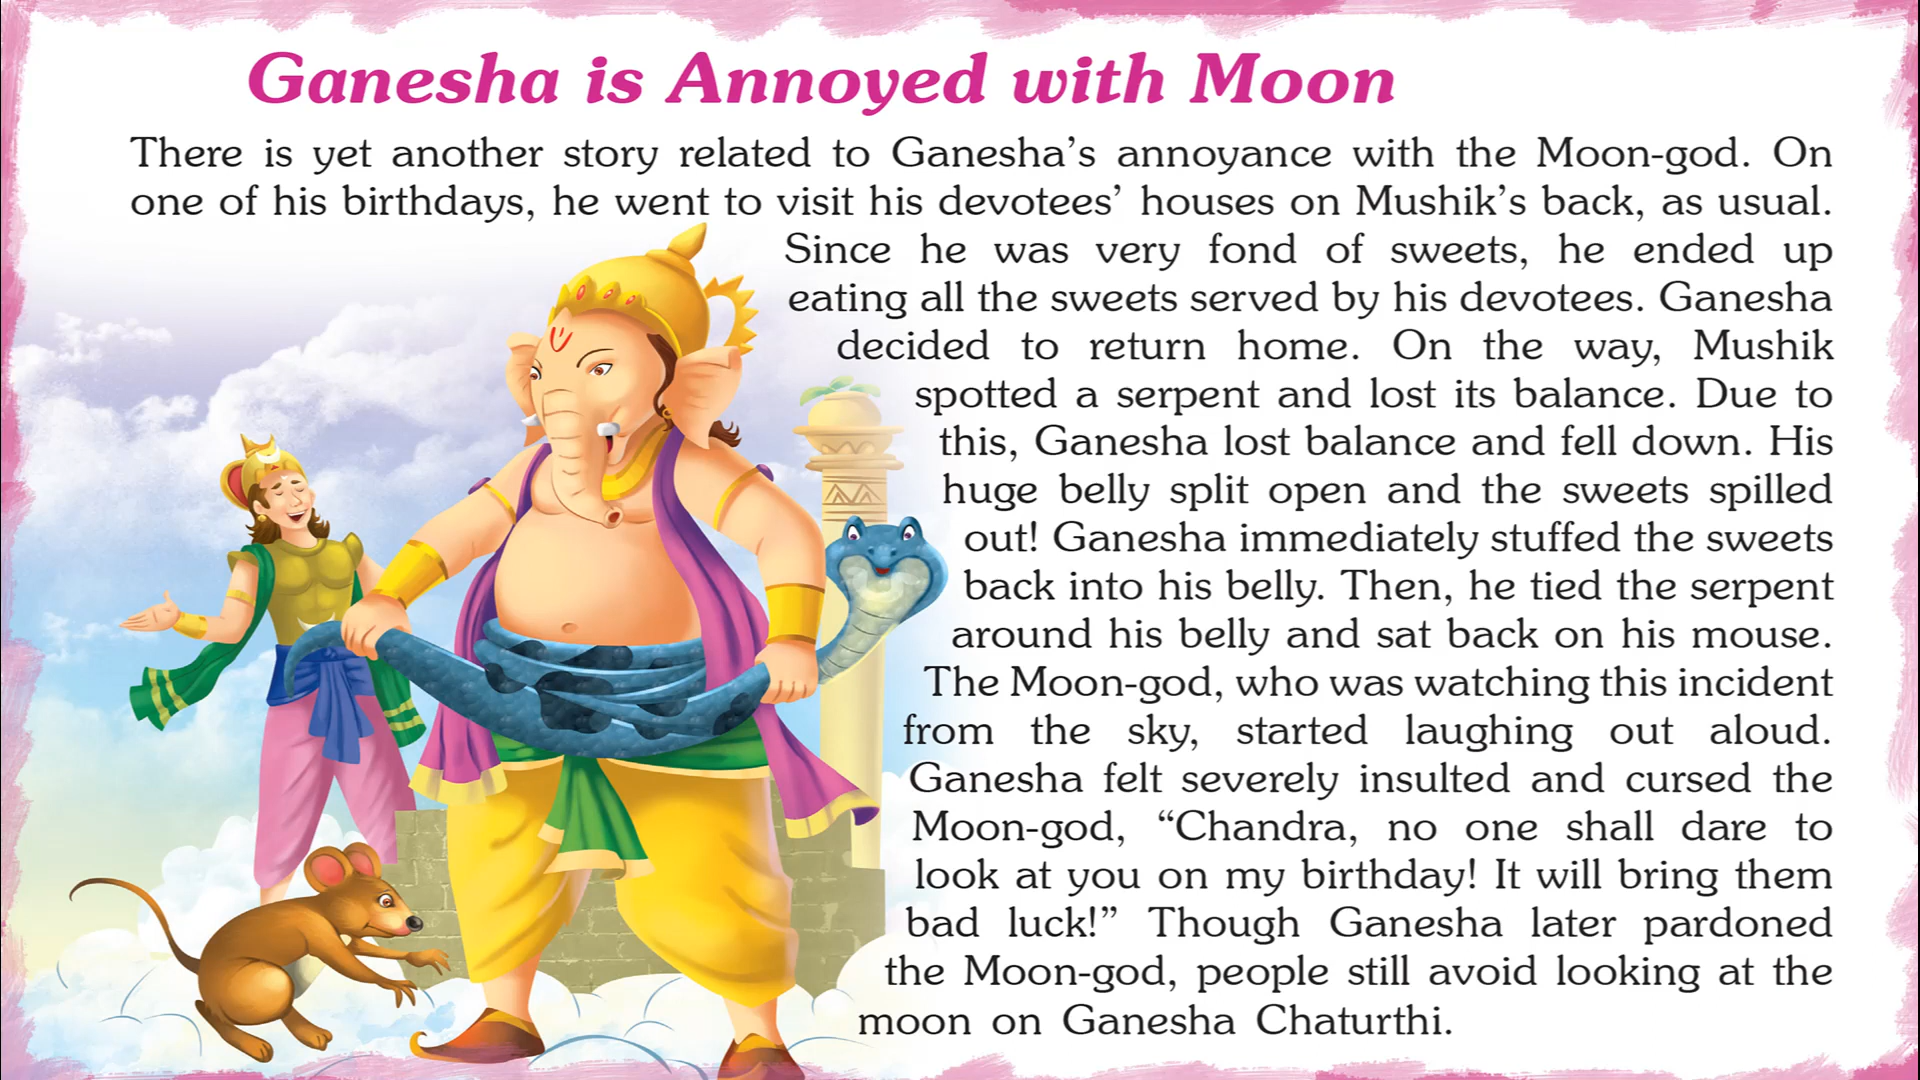 Ganesha is Annoyed with Moon
There is yet another story related to Ganesha’s annoyance with the Moon-god. On
one of his birthdays, he went to visit his devotees’ houses on Mushik’s back, as usual.
Since he was very fond of sweets, he ended up
eating all the sweets served by his devotees. Ganesha
decided to return home. On the way, Mushik
spotted a serpent and lost its balance. Due to
this, Ganesha lost balance and fell down. His
huge belly split open and the sweets spilled
out! Ganesha immediately stuffed the sweets
back into his belly. Then, he tied the serpent
around his belly and sat back on his mouse.
The Moon-god, who was watching this incident
from the sky, started laughing out aloud.
Ganesha felt severely insulted and cursed the
Moon-god, “Chandra, no one shall dare to
look at you on my birthday! It will bring them
bad luck!” Though Ganesha later pardoned
the Moon-god, people still avoid looking at the
moon on Ganesha Chaturthi.